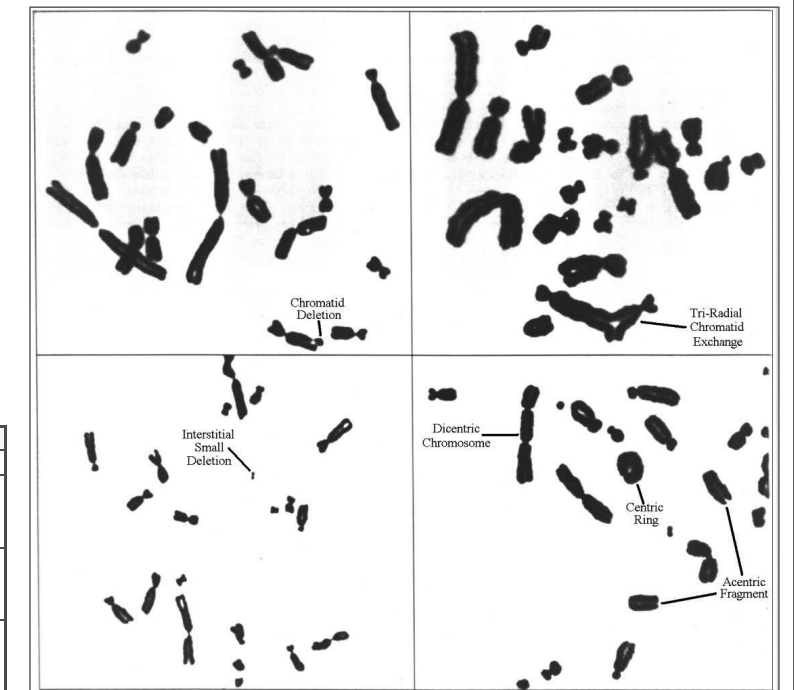 Chromatid
Deletion
Tri-Radial
Chromatid
Exchange
Interstitial
Small
Deletion
Dicentric
Chromosome
Centric
Ring
Acentric
Fragment